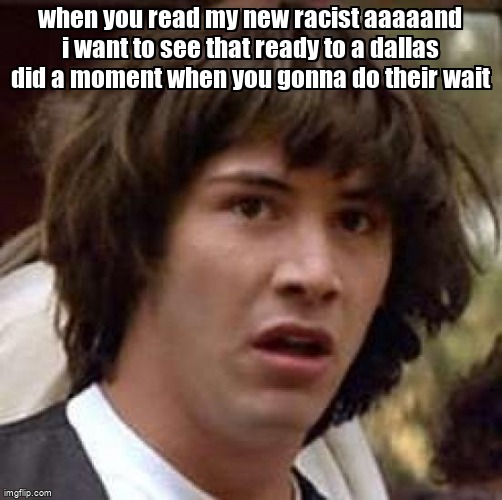 when you read my new racist aaaaand
i want to see that ready to a dallas
did a moment when you gonna do their wait
imgflip.com